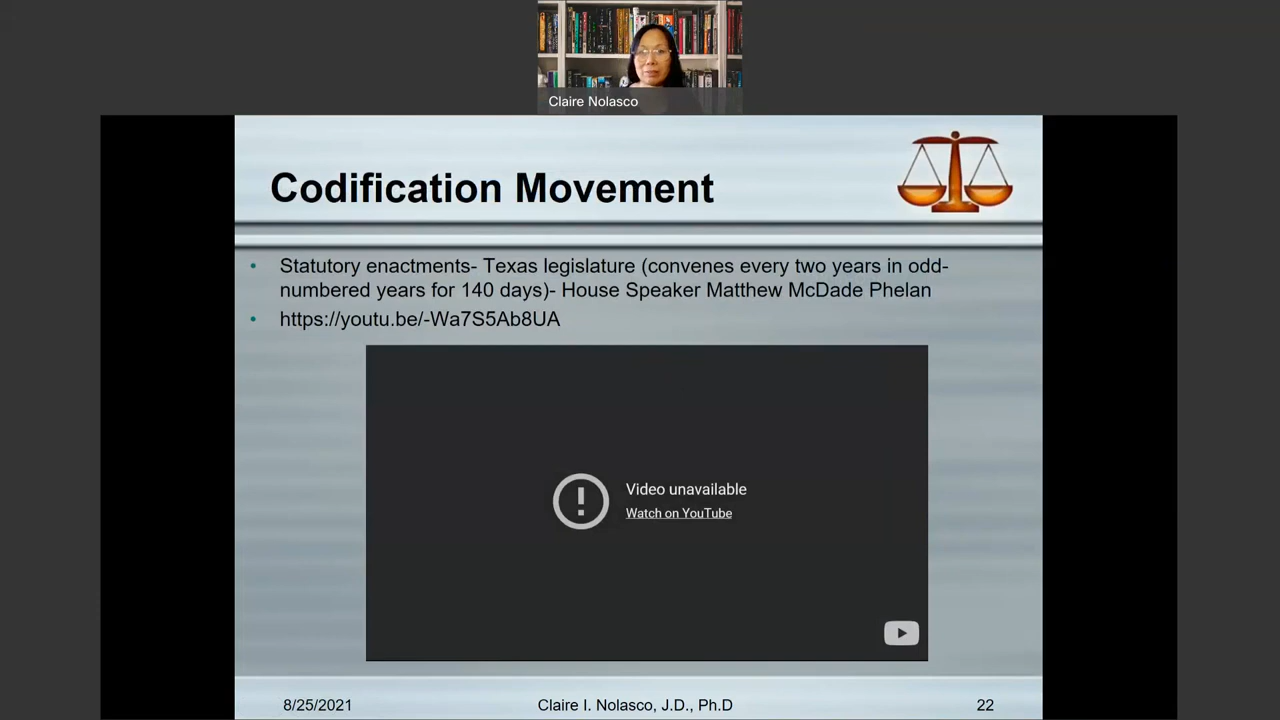 Claire Nolasco
Codification Movement
• Statutory enactments- Texas legislature (convenes every two years in odd-
numbered years for 140 days)- House Speaker Matthew McDade Phelan
• https://youtu.be/-Wa7S5Ab8UA
Video unavailable
Watch on YouTube
8/25/2021
Claire I. Nolasco, J.D., Ph.D
22